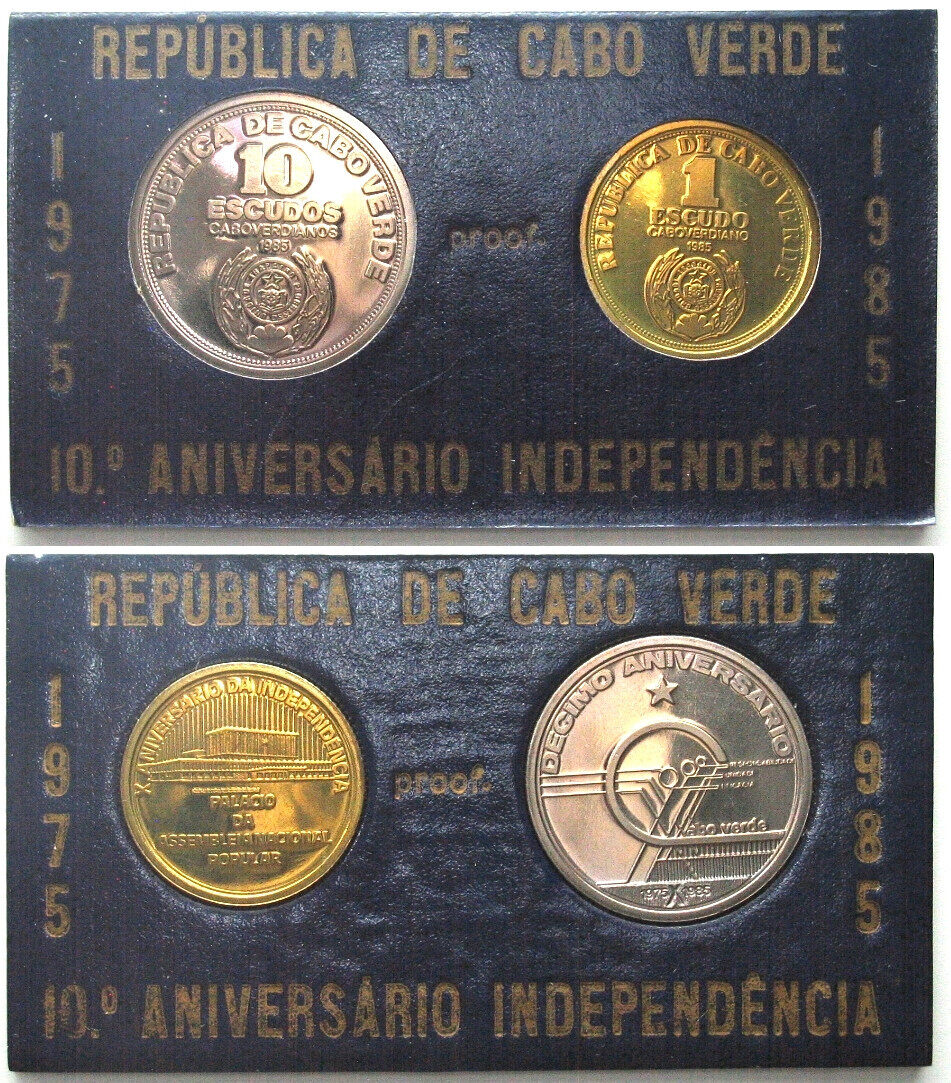 REPÚBLICA DE CABO VERDE
1975
REPUBLICA DE CABO VERDE
10
ESCUDOS
CABOVERDIANOS
1985
proof.
REPUBLICA DE CABO VERDE
1
ESCUDO
CABOVERDIANO
1985
1985
10.º ANIVERSÁRIO INDEPENDÊNCIA
REPÚBLICA DE CABO VERDE
1975
X ANIVERSARIO DA INDEPENDENCIA
PALACIO
DA
ASSEMBLEIA NACIONAL
POPULAR
proof.
DECIMO ANIVERSARIO
cabo verde
1975 X 1985
1985
10.º ANIVERSÁRIO INDEPENDÊNCIA